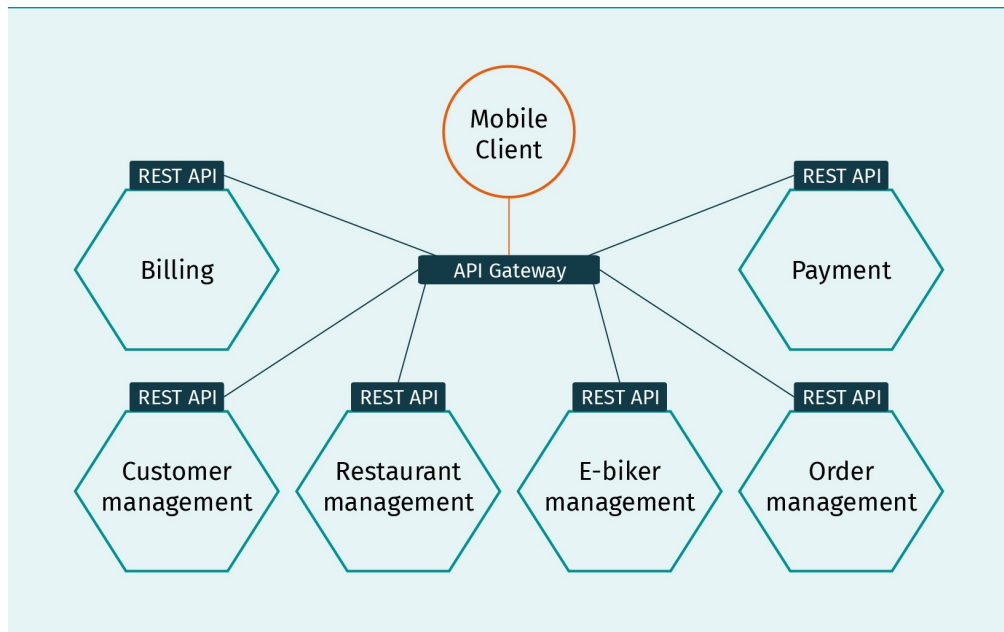 Mobile
Client
REST API
REST API
Billing
API Gateway
Payment
REST API
REST API
REST API
REST API
Customer
management
Restaurant
management
E-biker
management
Order
management